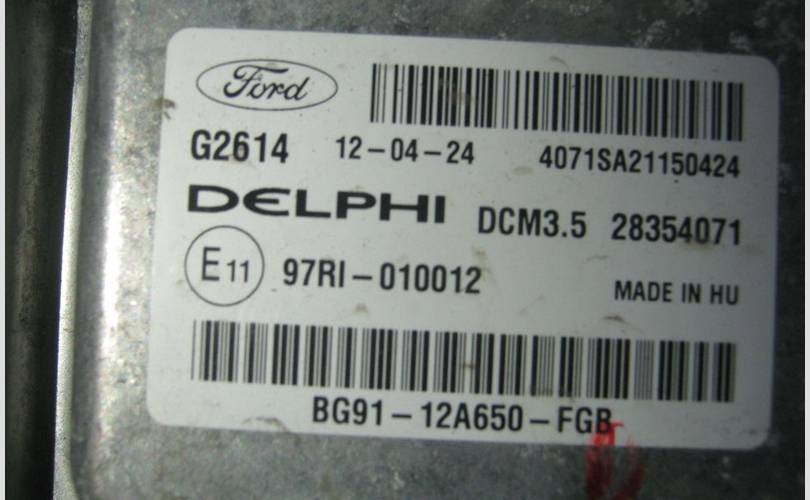 Ford
G2614 12-04-24 4071SA21150424
DELPHI DCM3.5 28354071
E11 97RI-010012 MADE IN HU
BG91-12A650-FGB